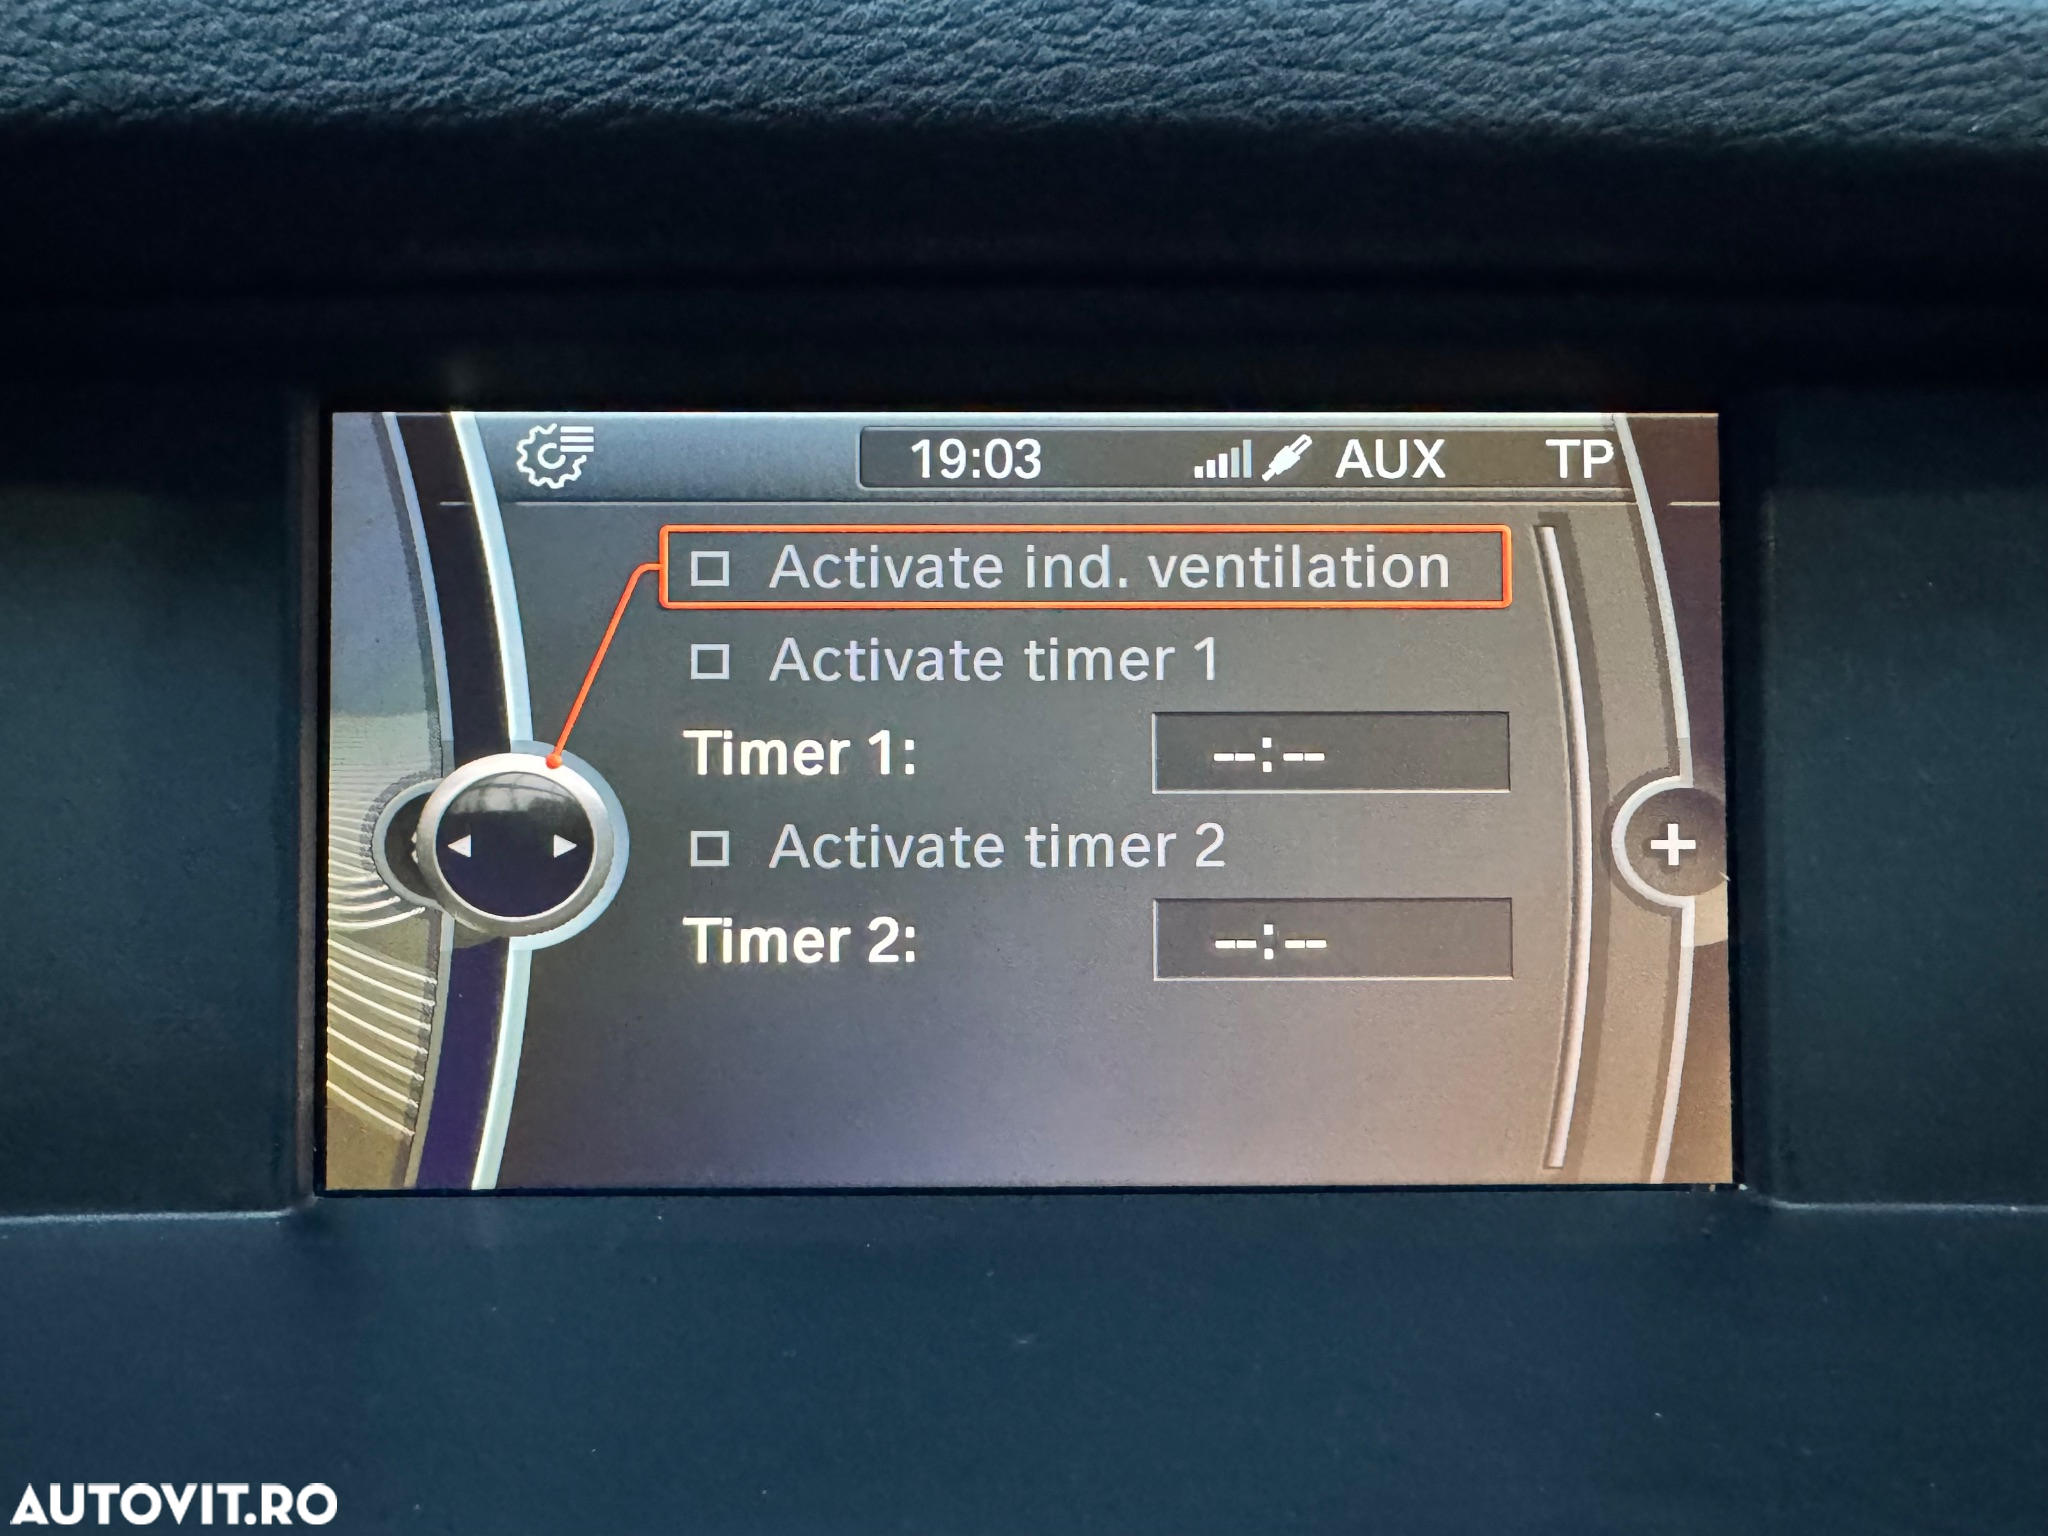 19:03 AUX TP
Activate ind. ventilation
Activate timer 1
Timer 1: --:--
Activate timer 2
Timer 2: --:--
AUTOVIT.RO